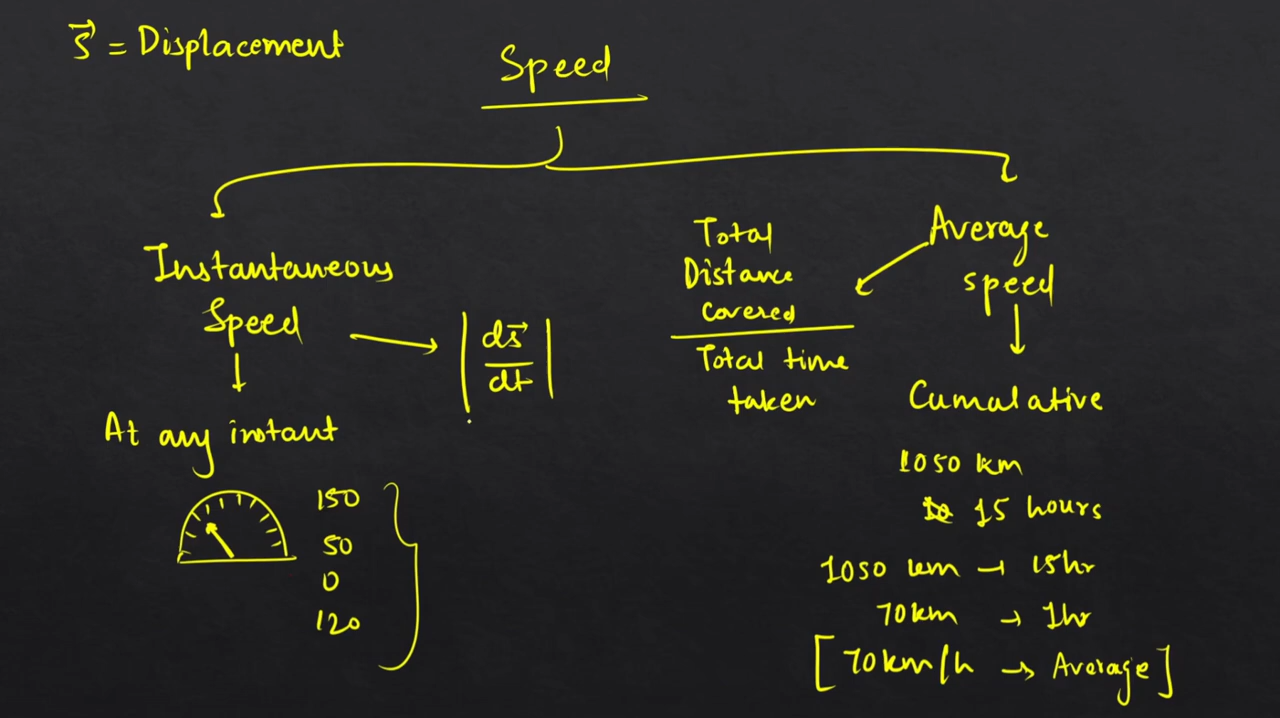 s⃗ = Displacement
Speed
Instantaneous
Speed
|ds⃗/dt|
At any instant
150
50
0
120
Average
speed
Total
Distance
covered
Total time
taken
Cumulative
1050 km
15 hours
1050 km → 15hr
70km → 1hr
[70km/h → Average]